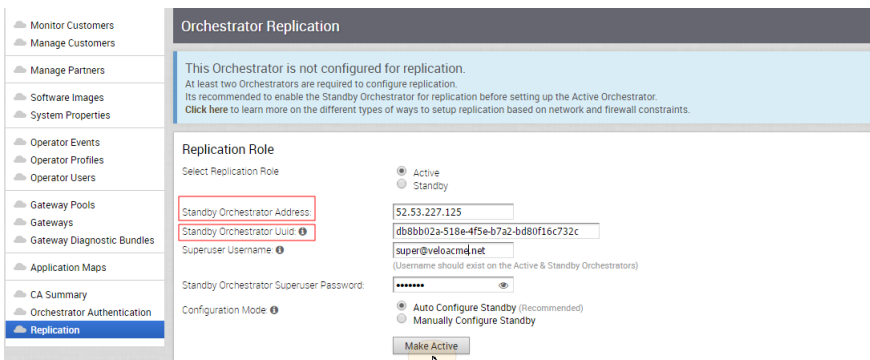 Monitor Customers
Manage Customers
Manage Partners
Software Images
System Properties
Operator Events
Operator Profiles
Operator Users
Gateway Pools
Gateways
Gateway Diagnostic Bundles
Application Maps
CA Summary
Orchestrator Authentication
Replication
Orchestrator Replication
This Orchestrator is not configured for replication.
At least two Orchestrators are required to configure replication.
Its recommended to enable the Standby Orchestrator for replication before setting up the Active Orchestrator.
Click here to learn more on the different types of ways to setup replication based on network and firewall constraints.
Replication Role
Select Replication Role
Active
Standby
Standby Orchestrator Address:
52.53.227.125
Standby Orchestrator Uuid:
db8bb02a-518e-4f5e-b7a2-bd80f16c732c
Superuser Username:
super@veloacme.net
(Username should exist on the Active & Standby Orchestrators)
Standby Orchestrator Superuser Password:
•••••••
Configuration Mode:
Auto Configure Standby (Recommended)
Manually Configure Standby
Make Active